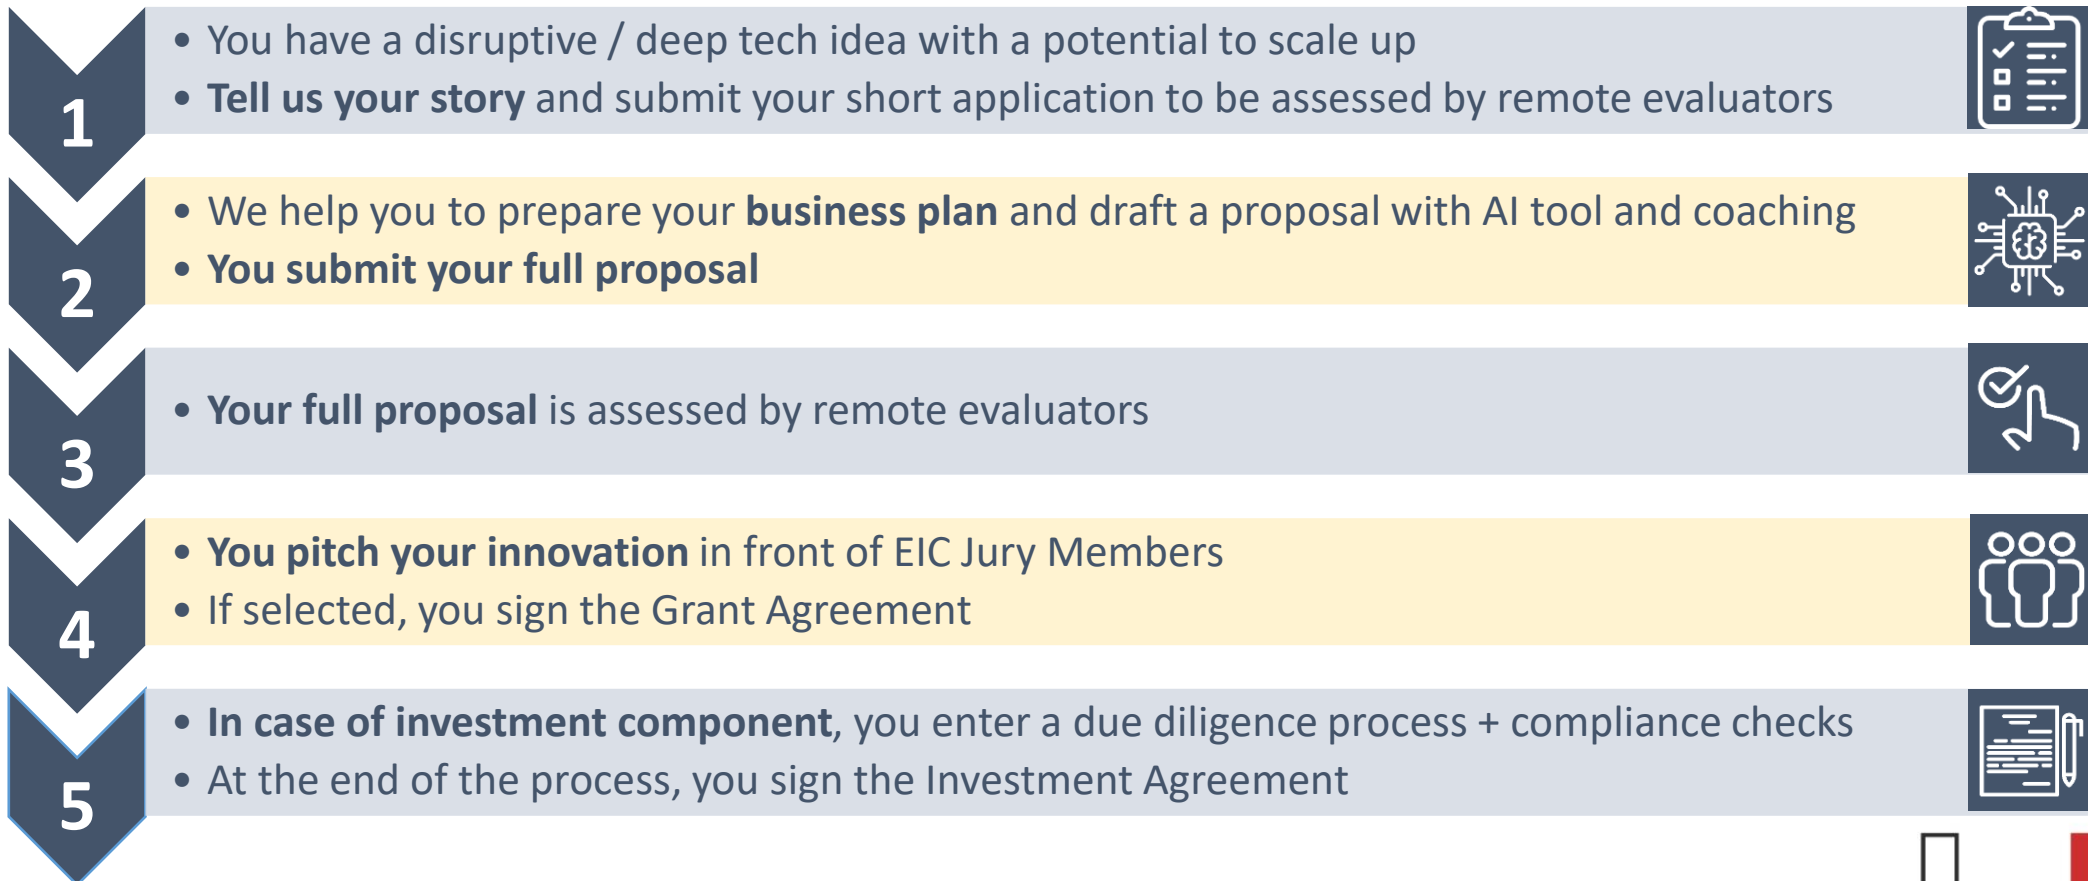 1
• You have a disruptive / deep tech idea with a potential to scale up
• Tell us your story and submit your short application to be assessed by remote evaluators
2
• We help you to prepare your business plan and draft a proposal with AI tool and coaching
• You submit your full proposal
3
• Your full proposal is assessed by remote evaluators
4
• You pitch your innovation in front of EIC Jury Members
• If selected, you sign the Grant Agreement
5
• In case of investment component, you enter a due diligence process + compliance checks
• At the end of the process, you sign the Investment Agreement